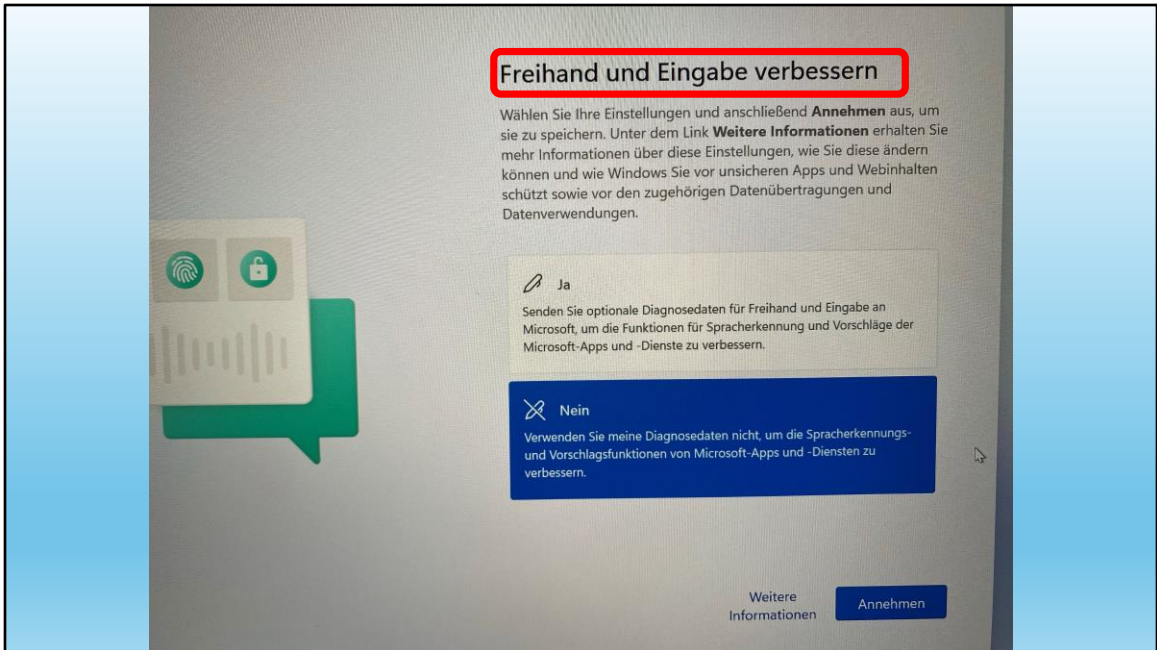 Freihand und Eingabe verbessern
Wählen Sie Ihre Einstellungen und anschließend Annehmen aus, um
sie zu speichern. Unter dem Link Weitere Informationen erhalten Sie
mehr Informationen über diese Einstellungen, wie Sie diese ändern
können und wie Windows Sie vor unsicheren Apps und Webinhalten
schützt sowie vor den zugehörigen Datenübertragungen und
Datenverwendungen.
Ja
Senden Sie optionale Diagnosedaten für Freihand und Eingabe an
Microsoft, um die Funktionen für Spracherkennung und Vorschläge der
Microsoft-Apps und -Dienste zu verbessern.
Nein
Verwenden Sie meine Diagnosedaten nicht, um die Spracherkennungs-
und Vorschlagsfunktionen von Microsoft-Apps und -Diensten zu
verbessern.
Weitere
Informationen
Annehmen